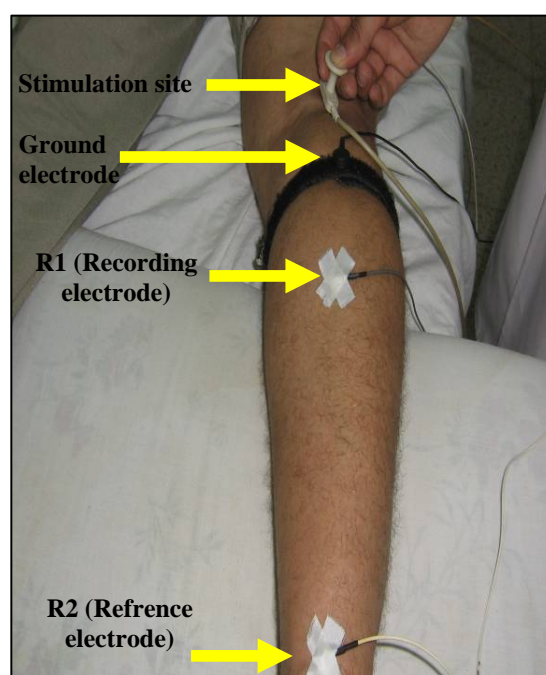 Stimulation site
Ground
electrode
R1 (Recording
electrode)
R2 (Refrence
electrode)